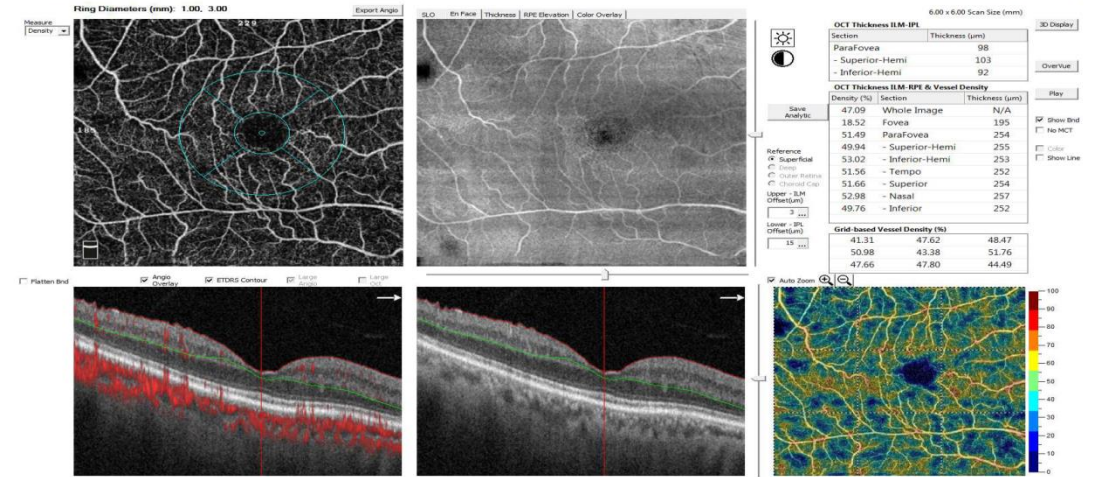 Ring Diameters (mm): 1.00, 3.00
Export Angio
Measure
Density
229
185
SLO
En Face
Thickness
RPE Elevation
Color Overlay
6.00 x 6.00 Scan Size (mm)
OCT Thickness ILM-IPL
Section Thickness (µm)
ParaFovea 98
- Superior-Hemi 103
- Inferior-Hemi 92
OCT Thickness ILM-RPE & Vessel Density
Density (%) Section Thickness (µm)
47.09 Whole Image N/A
18.52 Fovea 195
51.49 ParaFovea 254
49.94 - Superior-Hemi 255
53.02 - Inferior-Hemi 253
51.56 - Tempo 252
51.66 - Superior 254
52.98 - Nasal 257
49.76 - Inferior 252
Grid-based Vessel Density (%)
41.31 47.62 48.47
50.98 43.38 51.76
47.66 47.80 44.49
3D Display
OverVue
Play
Show Bnd
No MCT
Color
Show Line
Save
Analytic
Reference
Superficial
Deep
Outer Retina
Choroid Cap
Upper - ILM
Offset(um)
3 ...
Lower - IPL
Offset(um)
15 ...
Flatten Bnd
Angio
Overlay
ETDRS Contour
Large
Angio
Large
Oct
Auto Zoom
100
90
80
70
60
50
40
30
20
10
0